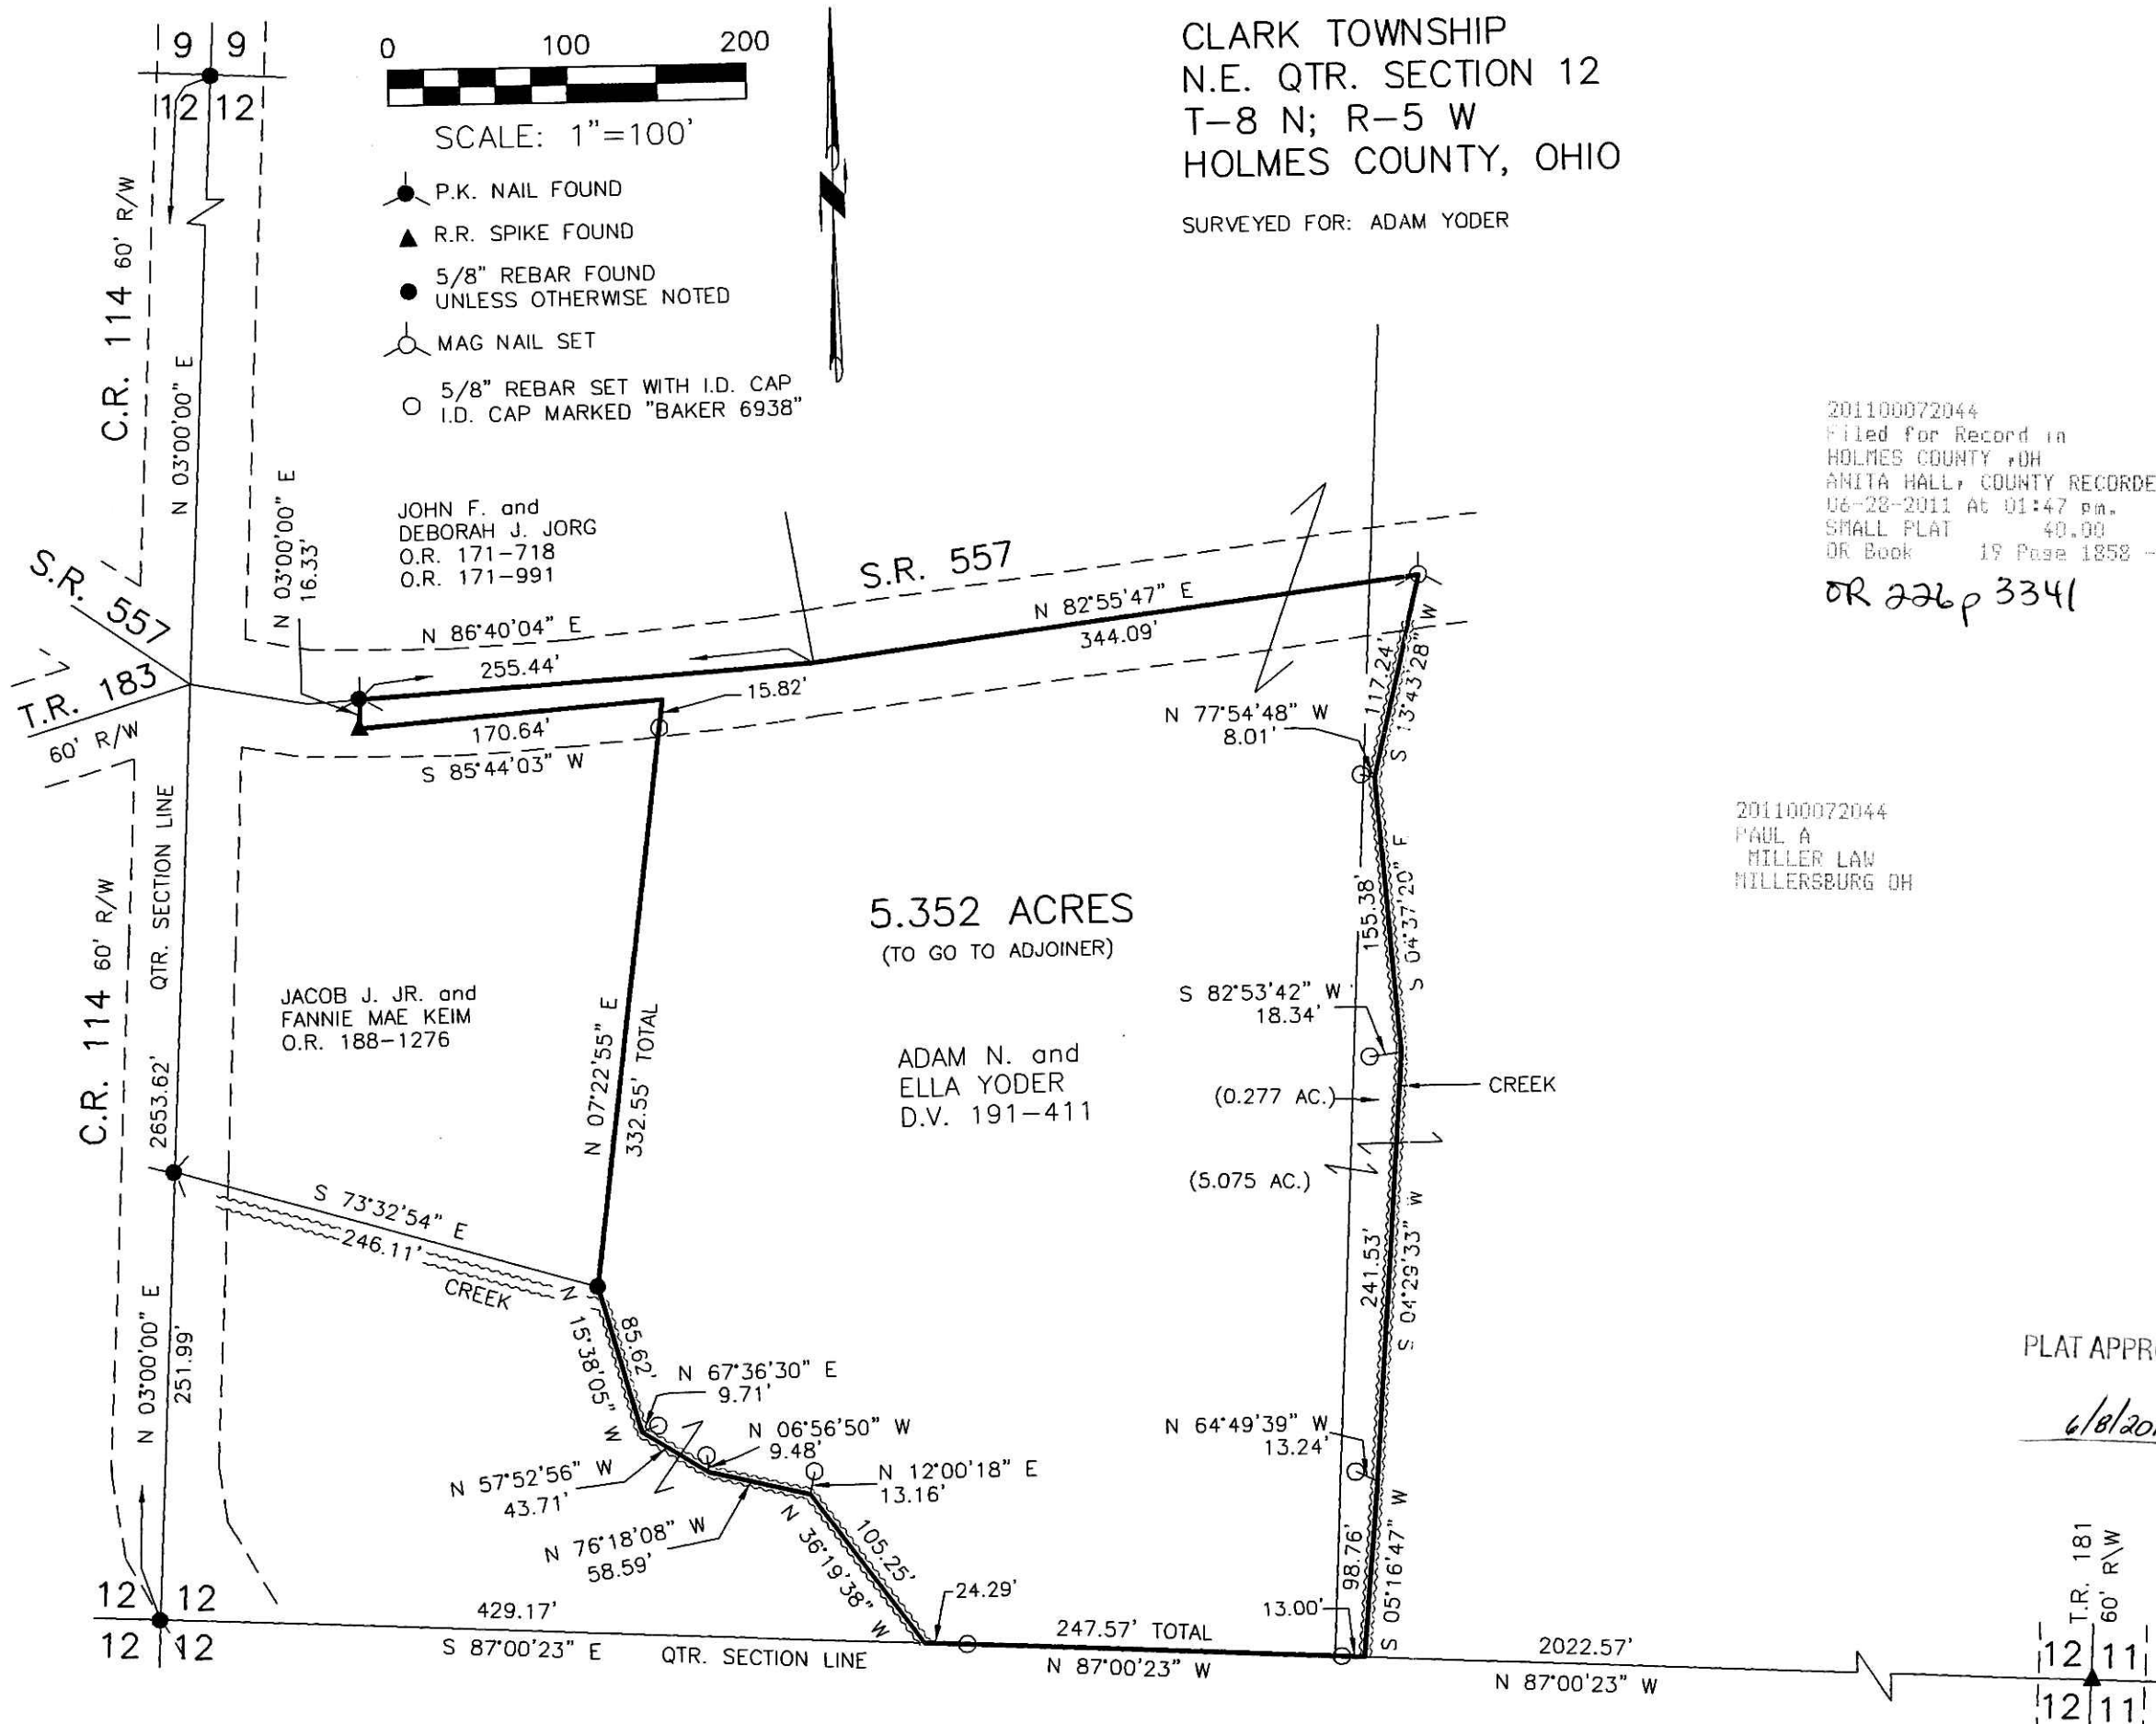 CLARK TOWNSHIP
N.E. QTR. SECTION 12
T-8 N; R-5 W
HOLMES COUNTY, OHIO
SURVEYED FOR: ADAM YODER
9 9
12 12
0 100 200
SCALE: 1"=100'
P.K. NAIL FOUND
R.R. SPIKE FOUND
5/8" REBAR FOUND
UNLESS OTHERWISE NOTED
MAG NAIL SET
5/8" REBAR SET WITH I.D. CAP
I.D. CAP MARKED "BAKER 6938"
C.R. 114 60' R/W
N 03°00'00" E
N 03°00'00" E
16.33'
JOHN F. and
DEBORAH J. JORG
O.R. 171-718
O.R. 171-991
S.R. 557
S.R. 557
T.R. 183
60' R/W
N 86°40'04" E
255.44'
N 82°55'47" E
344.09'
15.82'
170.64'
S 85°44'03" W
117.24'
S 13°43'28" W
N 77°54'48" W
8.01'
201100072044
Filed for Record in
HOLMES COUNTY ,OH
ANITA HALL, COUNTY RECORDE
06-28-2011 At 01:47 pm.
SMALL PLAT 40.00
OR Book 19 Page 1858 -
OR 226 p 3341
201100072044
PAUL A
MILLER LAW
MILLERSBURG OH
QTR. SECTION LINE
2653.62'
C.R. 114 60' R/W
JACOB J. JR. and
FANNIE MAE KEIM
O.R. 188-1276
N 07°22'55" E
332.55' TOTAL
5.352 ACRES
(TO GO TO ADJOINER)
ADAM N. and
ELLA YODER
D.V. 191-411
155.38'
S 04°37'20" E
S 82°53'42" W
18.34'
(0.277 AC.)
CREEK
(5.075 AC.)
241.53'
S 04°29'33" W
S 73°32'54" E
246.11'
CREEK
N 03°00'00" E
251.99'
85.62'
N 15°38'05" W
N 67°36'30" E
9.71'
N 06°56'50" W
9.48'
N 12°00'18" E
13.16'
N 57°52'56" W
43.71'
N 76°18'08" W
58.59'
105.25'
N 36°19'38" W
N 64°49'39" W
13.24'
98.76'
S 05°16'47" W
13.00'
24.29'
PLAT APPR
12 12
12 12
429.17'
S 87°00'23" E
QTR. SECTION LINE
247.57' TOTAL
N 87°00'23" W
2022.57'
N 87°00'23" W
T.R. 181
60' R\W
12 11
12 11